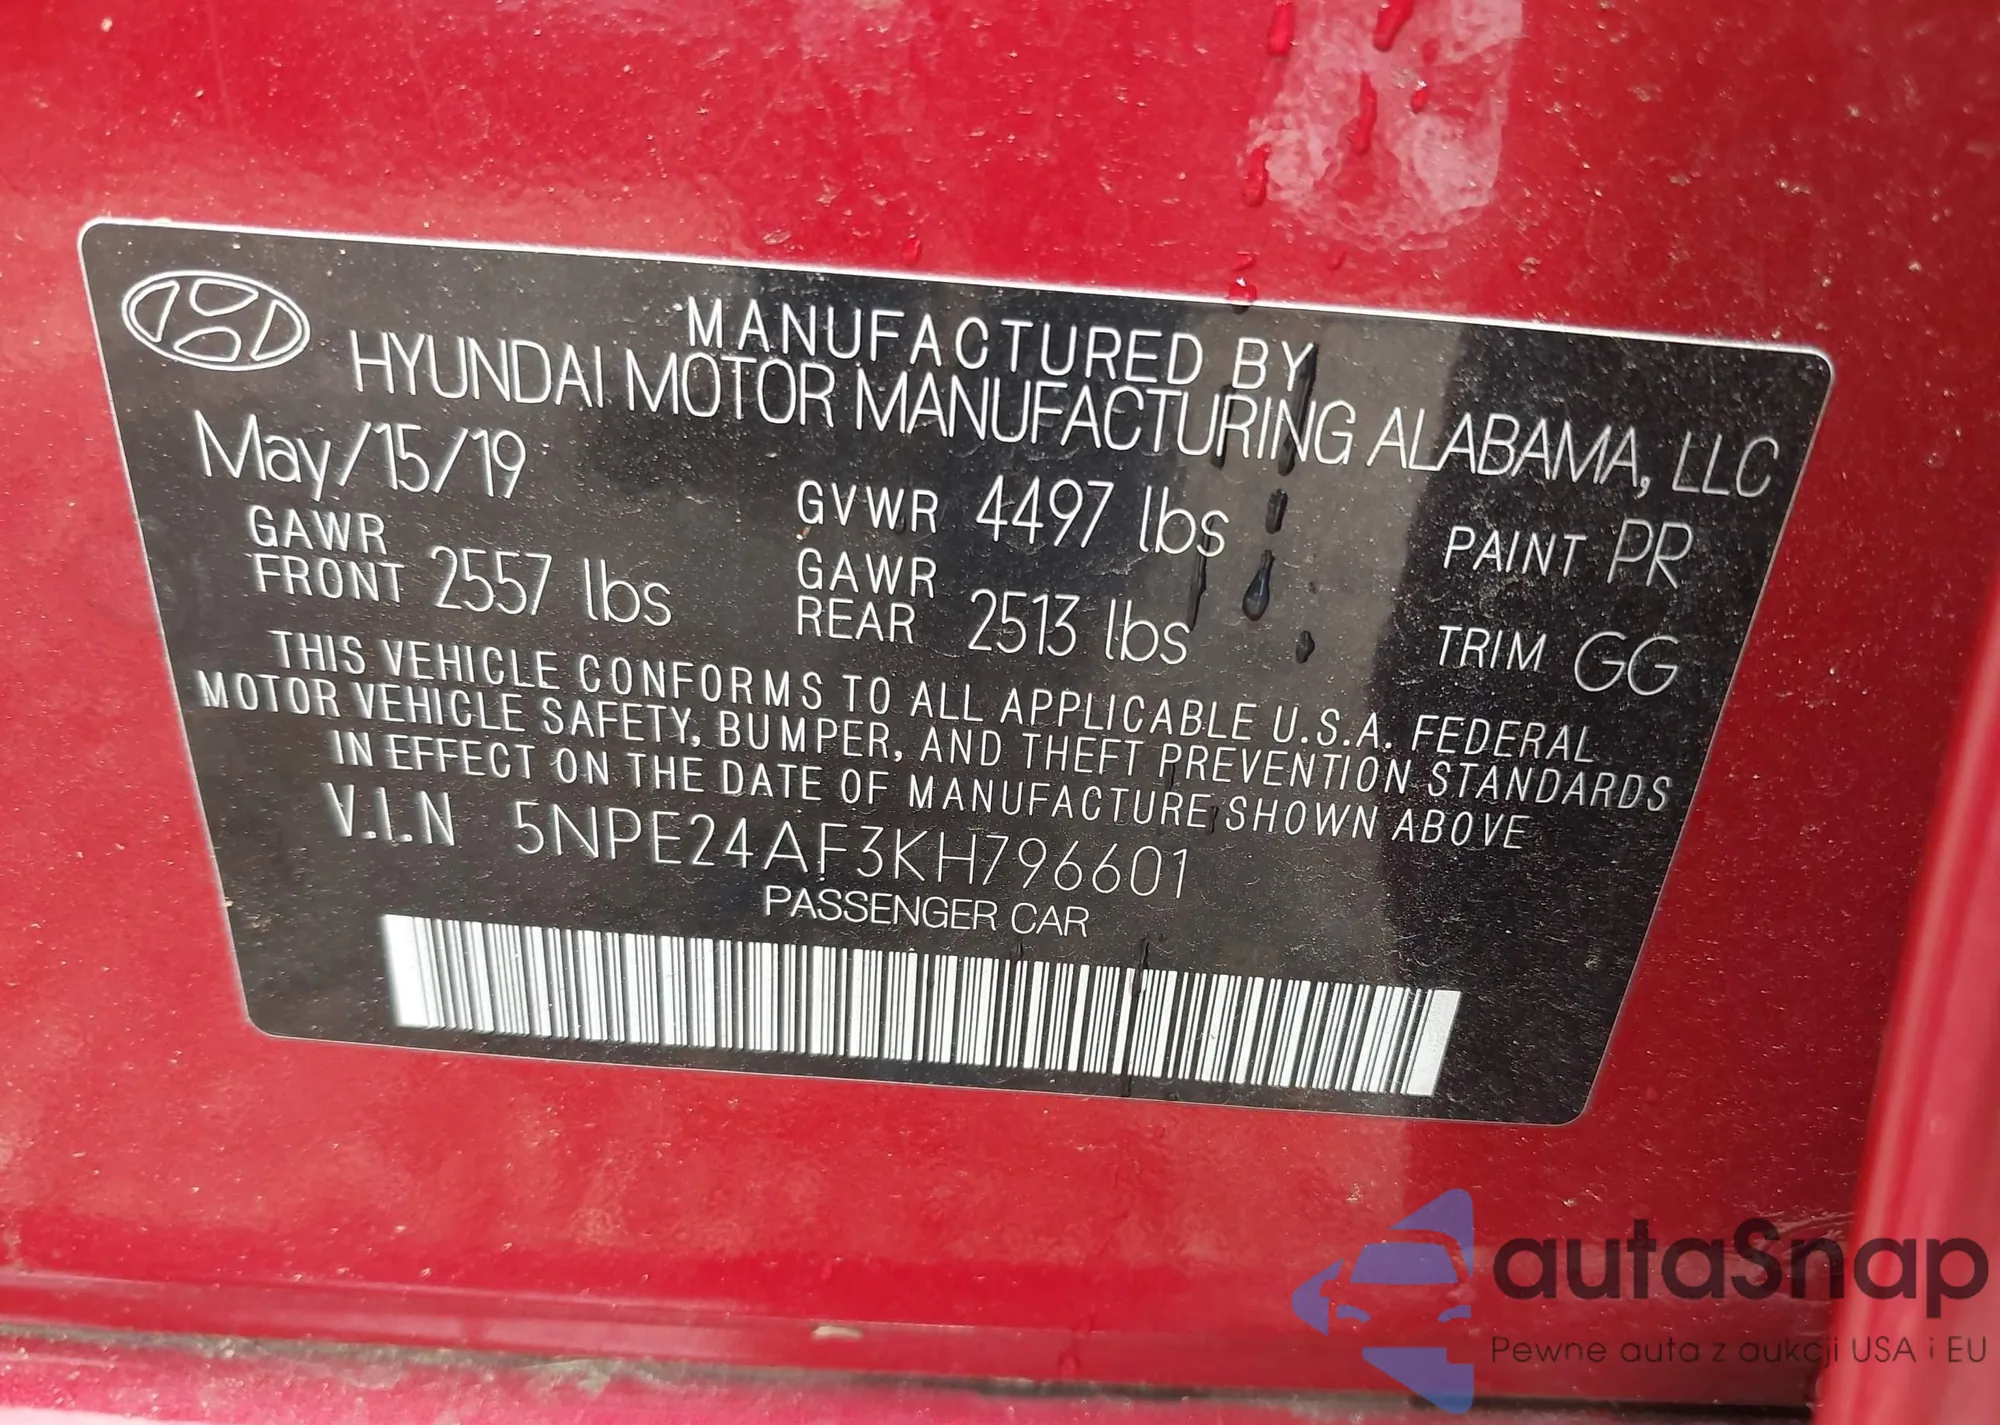 MANUFACTURED BY
HYUNDAI MOTOR MANUFACTURING ALABAMA, LLC
May/15/19
GVWR 4497 lbs
PAINT PR
GAWR FRONT 2557 lbs
GAWR REAR 2513 lbs
TRIM GG
THIS VEHICLE CONFORMS TO ALL APPLICABLE U.S.A. FEDERAL
MOTOR VEHICLE SAFETY, BUMPER, AND THEFT PREVENTION STANDARDS
IN EFFECT ON THE DATE OF MANUFACTURE SHOWN ABOVE
V.I.N 5NPE24AF3KH796601
PASSENGER CAR
autaSnap
Pewne auta z aukcji USA i EU